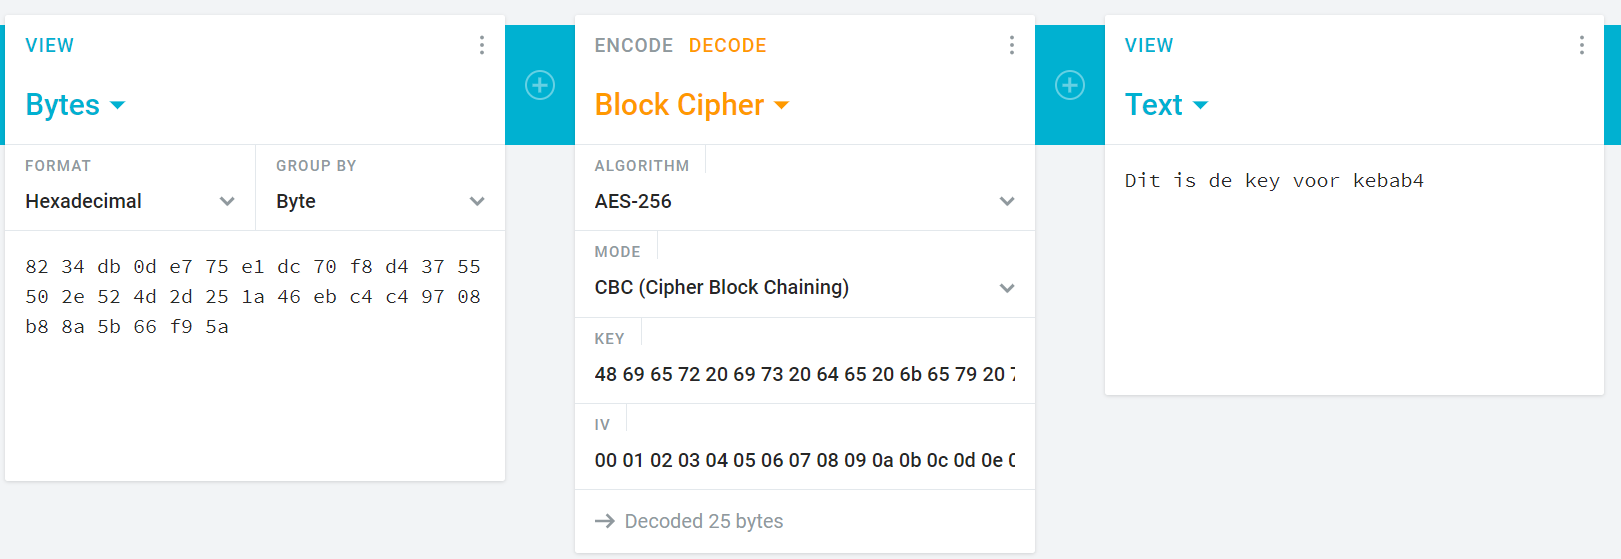 VIEW
Bytes
FORMAT
Hexadecimal
GROUP BY
Byte
82 34 db 0d e7 75 e1 dc 70 f8 d4 37 55
50 2e 52 4d 2d 25 1a 46 eb c4 c4 97 08
b8 8a 5b 66 f9 5a
ENCODE DECODE
Block Cipher
ALGORITHM
AES-256
MODE
CBC (Cipher Block Chaining)
KEY
48 69 65 72 20 69 73 20 64 65 20 6b 65 79 20
IV
00 01 02 03 04 05 06 07 08 09 0a 0b 0c 0d 0e
→ Decoded 25 bytes
VIEW
Text
Dit is de key voor kebab4